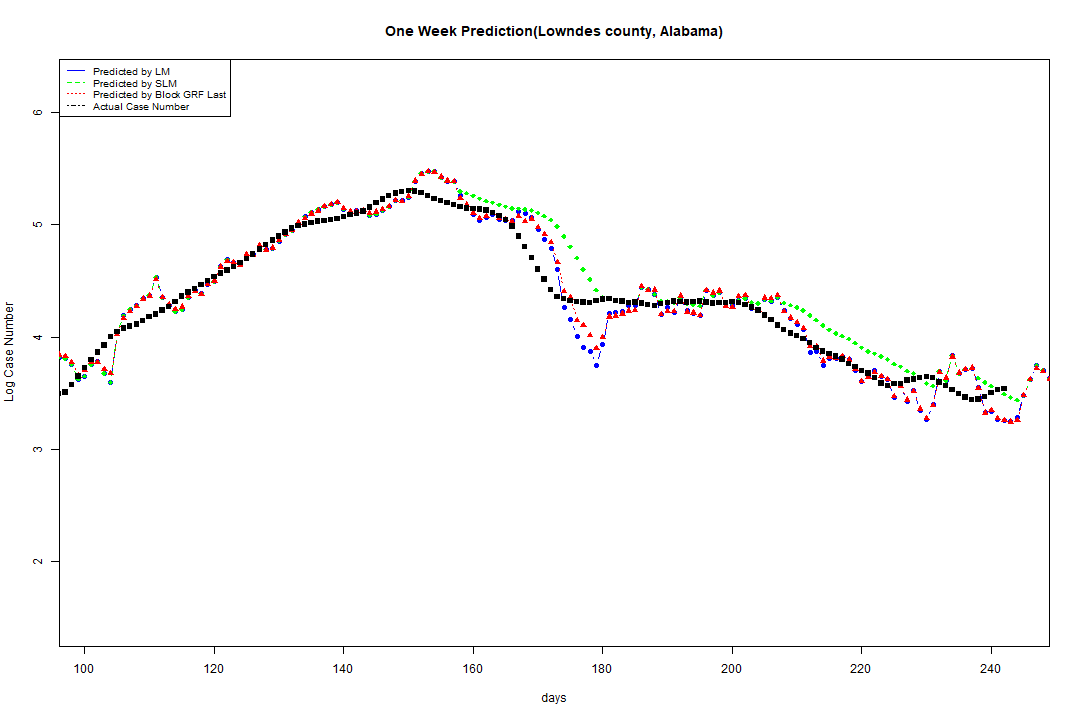 One Week Prediction(Lowndes county, Alabama)
Predicted by LM
Predicted by SLM
Predicted by Block GRF Last
Actual Case Number
6
5
4
3
2
Log Case Number
100 120 140 160 180 200 220 240
days